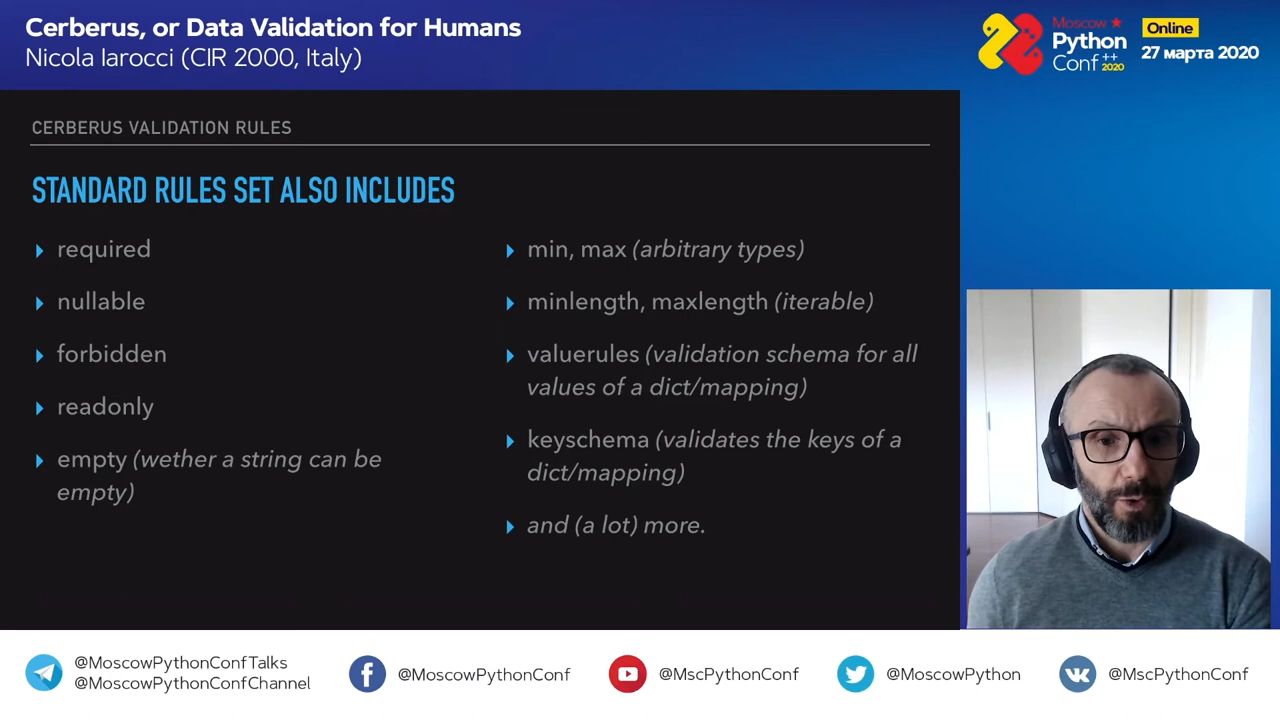 Cerberus, or Data Validation for Humans
Nicola Iarocci (CIR 2000, Italy)
Moscow
Python
Conf ++
2020
Online
27 марта 2020
CERBERUS VALIDATION RULES
STANDARD RULES SET ALSO INCLUDES
required
nullable
forbidden
readonly
empty (wether a string can be
empty)
min, max (arbitrary types)
minlength, maxlength (iterable)
valuerules (validation schema for all
values of a dict/mapping)
keyschema (validates the keys of a
dict/mapping)
and (a lot) more.
@MoscowPythonConfTalks
@MoscowPythonConfChannel
@MoscowPythonConf
@MscPythonConf
@MoscowPython
@MscPythonConf